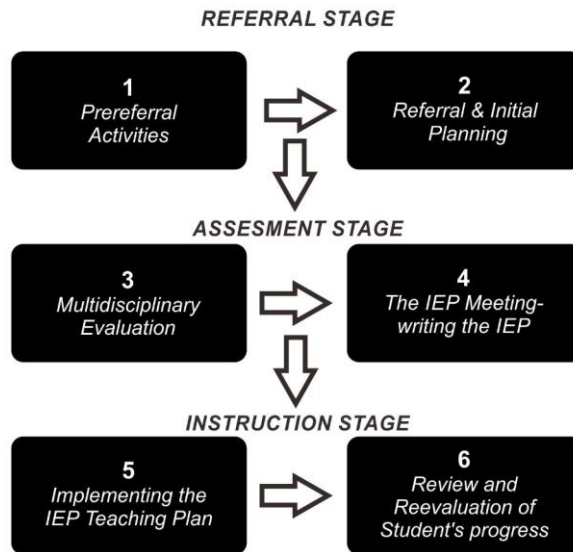 REFERRAL STAGE
1
Prereferral
Activities
2
Referral & Initial
Planning
ASSESMENT STAGE
3
Multidisciplinary
Evaluation
4
The IEP Meeting-
writing the IEP
INSTRUCTION STAGE
5
Implementing the
IEP Teaching Plan
6
Review and
Reevaluation of
Student's progress